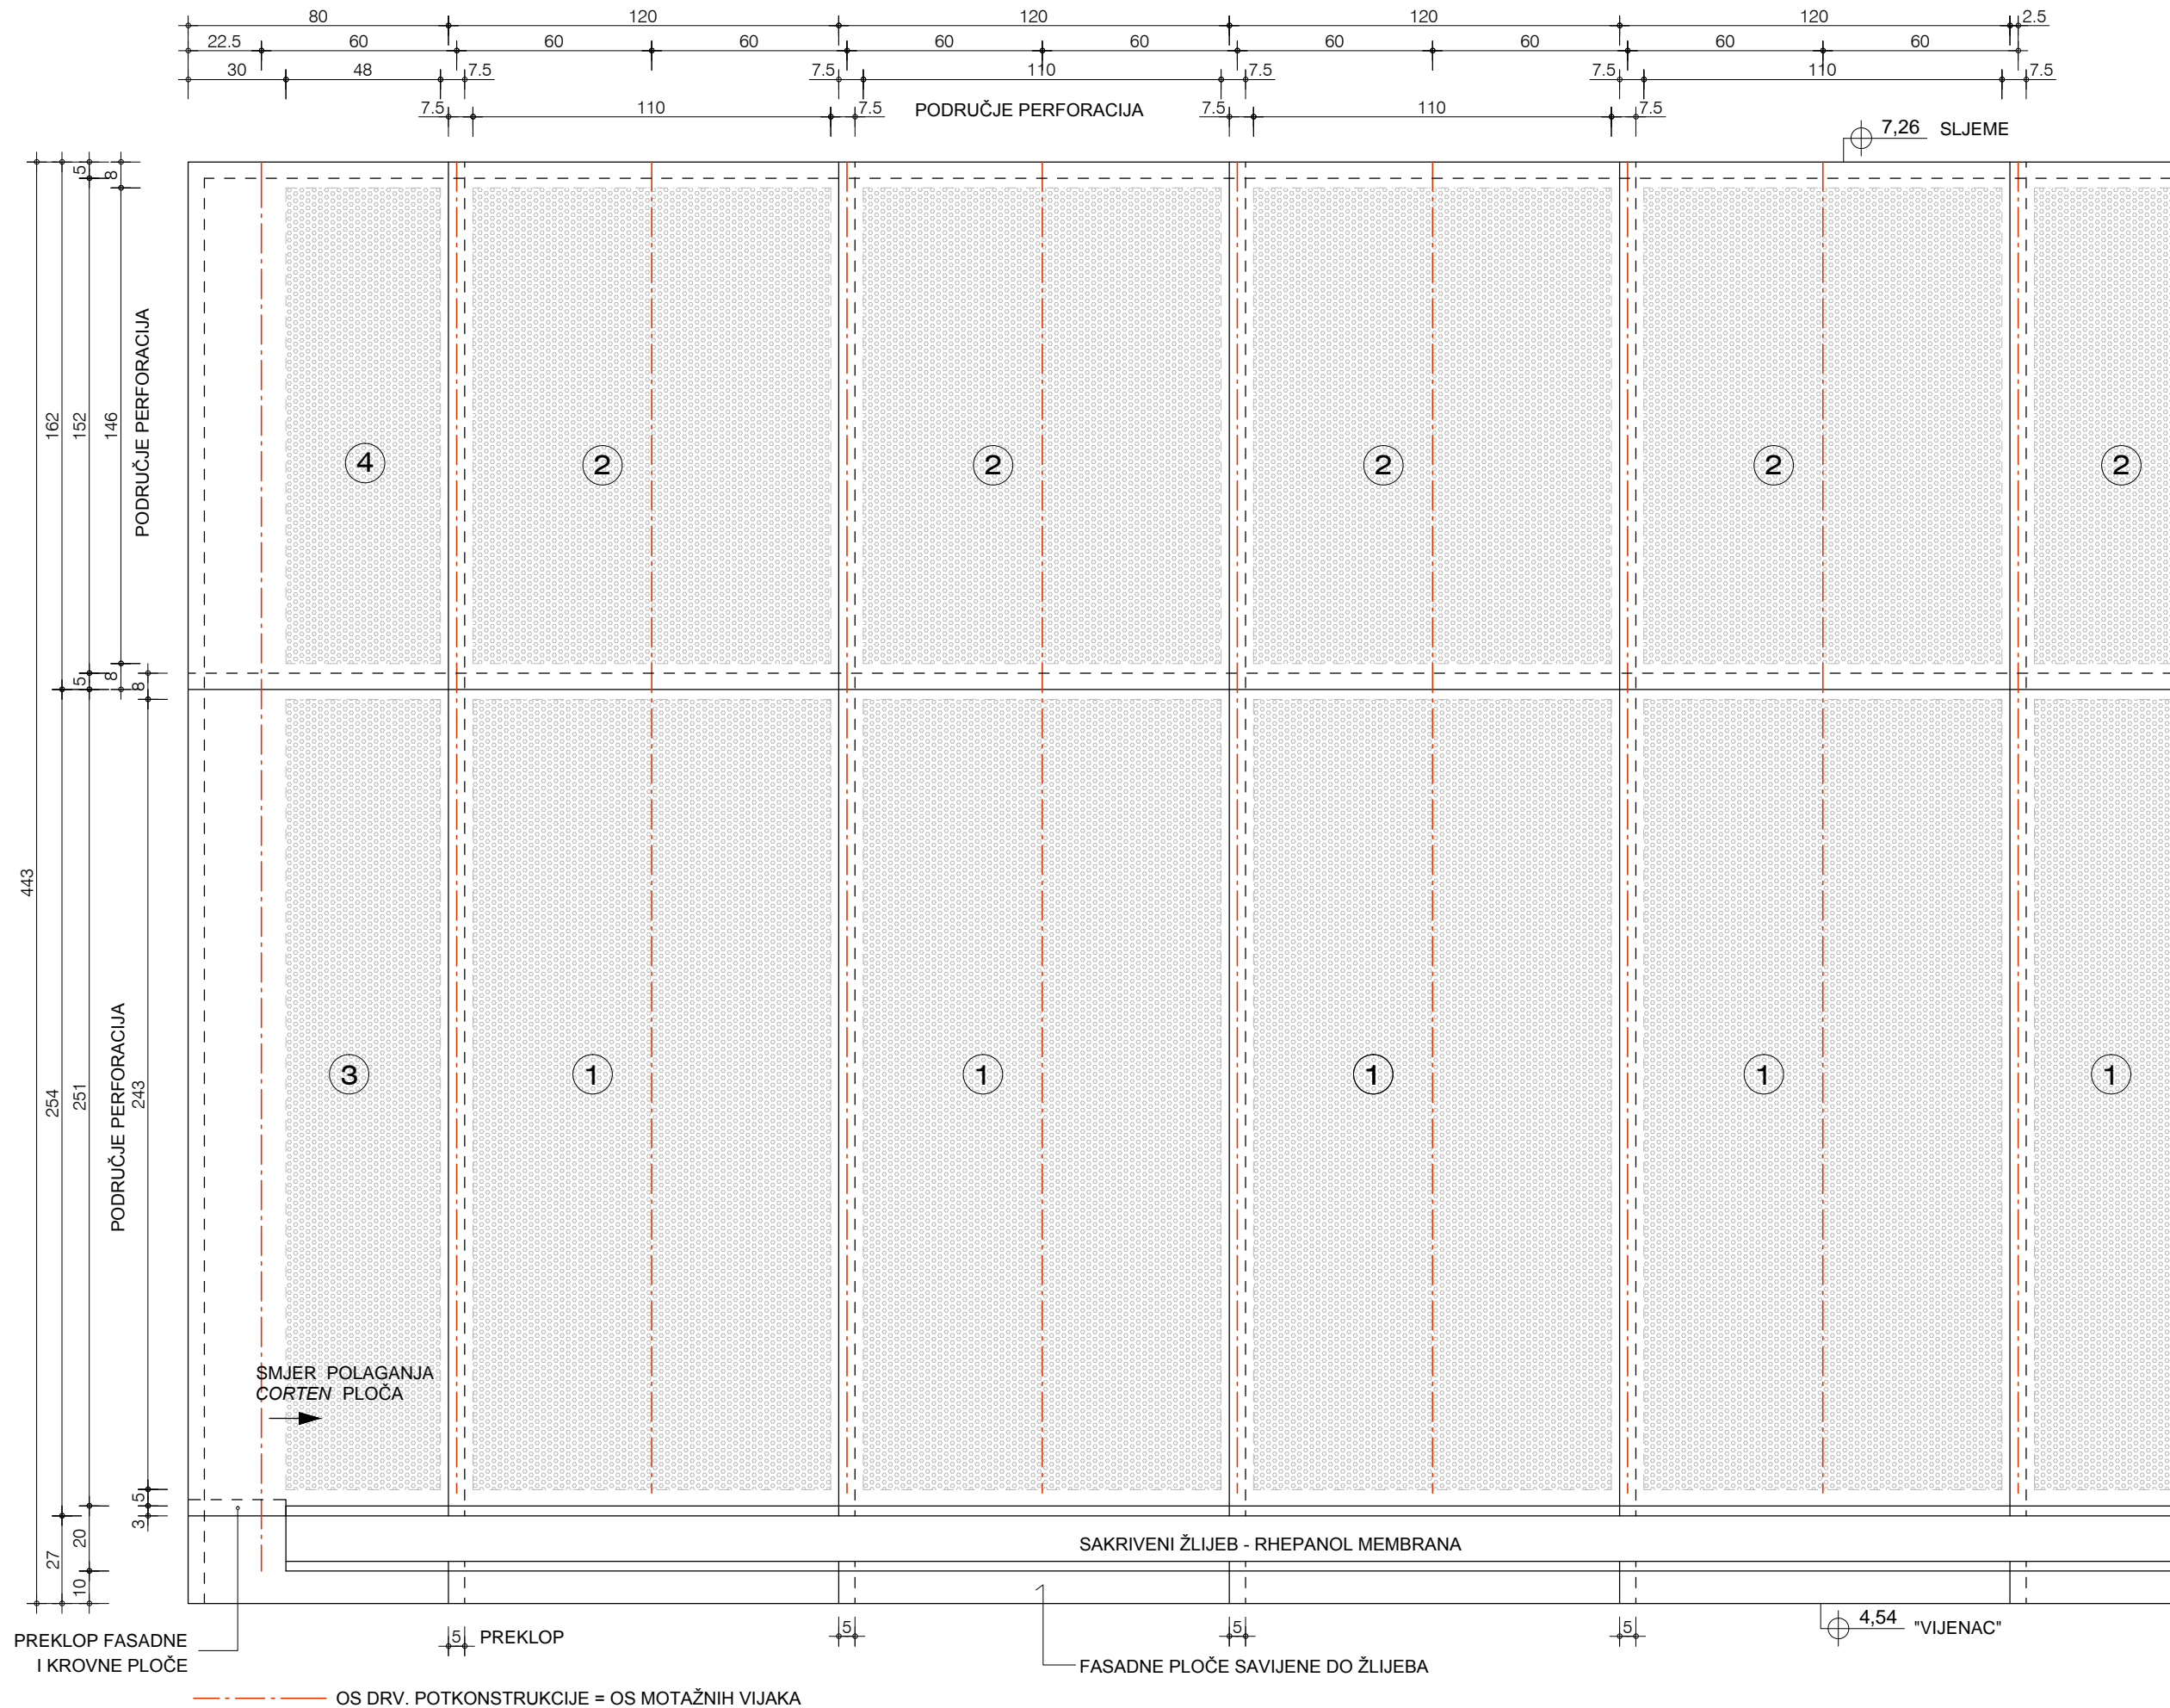 80 120 120 120 120 2.5
22.5 60 60 60 60 60 60 60 60 60
30 48 7.5 7.5 110 7.5 7.5 110 7.5
7.5 110 7.5 PODRUČJE PERFORACIJA 7.5 110 7.5
7,26 SLJEME
5 8
162 152 146 PODRUČJE PERFORACIJA
4 2 2 2 2 2
5 8 8
443
254 251 PODRUČJE PERFORACIJA 243
3 1 1 1 1 1
SMJER POLAGANJA
CORTEN PLOČA
5
3
27 20
10
SAKRIVENI ŽLIJEB - RHEPANOL MEMBRANA
5 PREKLOP 5 5 5
4,54 "VIJENAC"
PREKLOP FASADNE
I KROVNE PLOČE
FASADNE PLOČE SAVIJENE DO ŽLIJEBA
OS DRV. POTKONSTRUKCIJE = OS MOTAŽNIH VIJAKA